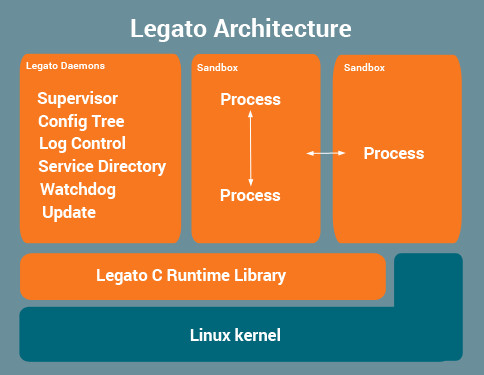 Legato Architecture
Legato Daemons
Supervisor
Config Tree
Log Control
Service Directory
Watchdog
Update
Sandbox
Process
Process
Sandbox
Process
Legato C Runtime Library
Linux kernel